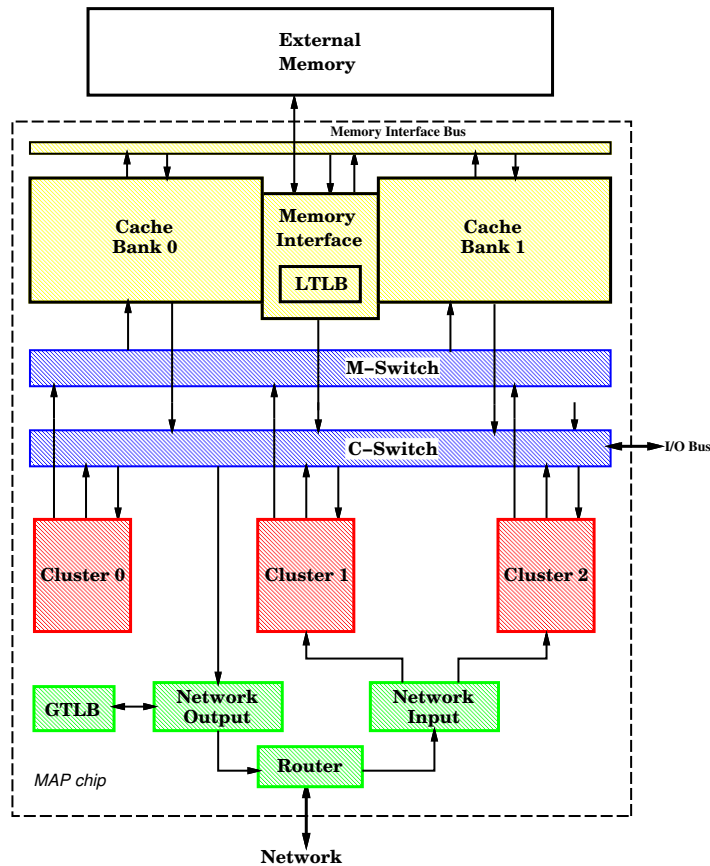 External
Memory
Memory Interface Bus
Cache
Bank 0
Memory
Interface
LTLB
Cache
Bank 1
M−Switch
C−Switch
I/O Bus
Cluster 0
Cluster 1
Cluster 2
GTLB
Network
Output
Network
Input
Router
MAP chip
Network